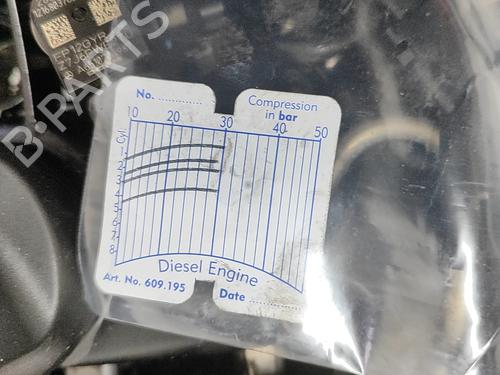 B-PARTS
No. ..............
Compression
in bar
10 20 30 40 50
Cyl.
1
2
3
4
5
6
7
8
Diesel Engine
Art. No. 609.195
Date ................